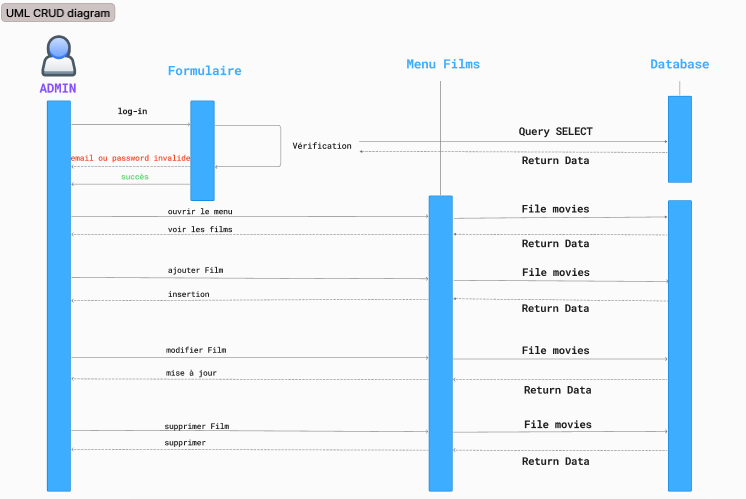 UML CRUD diagram
ADMIN
Formulaire
Menu Films
Database
log-in
Vérification
Query SELECT
email ou password invalide
Return Data
succès
ouvrir le menu
File movies
voir les films
Return Data
ajouter Film
File movies
insertion
Return Data
modifier Film
File movies
mise à jour
Return Data
supprimer Film
File movies
supprimer
Return Data